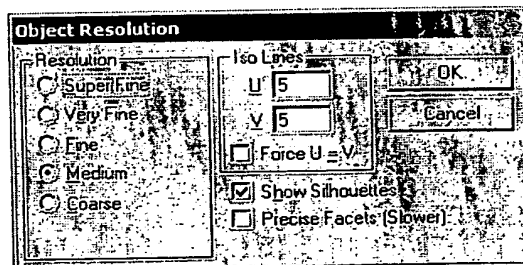 Object Resolution
Resolution
Super Fine
Very Fine
Fine
Medium
Coarse
Iso Lines
U 5
V 5
Force U = V
Show Silhouettes
Precise Facets (Slower)
OK
Cancel